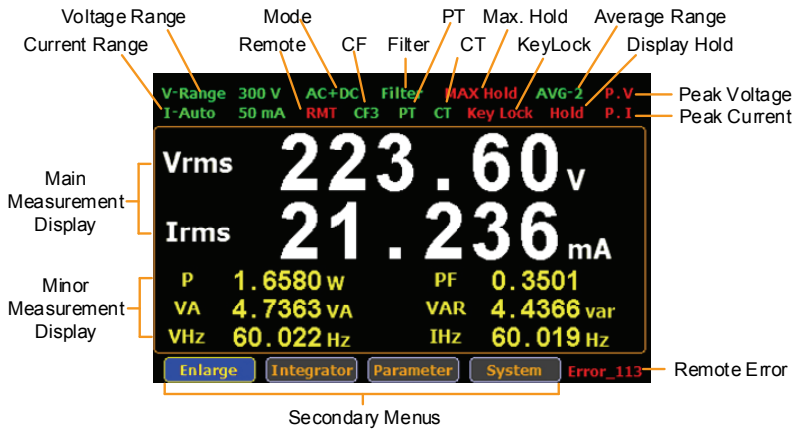 Voltage Range Mode PT Max. Hold Average Range
Current Range Remote CF Filter CT KeyLock Display Hold
V-Range 300 V AC+DC Filter MAX Hold AVG-2 P.V Peak Voltage
I-Auto 50 mA RMT CF3 PT CT Key Lock Hold P.I Peak Current
Main
Measurement
Display
Vrms 223.60 V
Irms 21.236 mA
Minor
Measurement
Display
P 1.6580 W PF 0.3501
VA 4.7363 VA VAR 4.4366 var
VHz 60.022 Hz IHz 60.019 Hz
Enlarge Integrator Parameter System Error_113 Remote Error
Secondary Menus